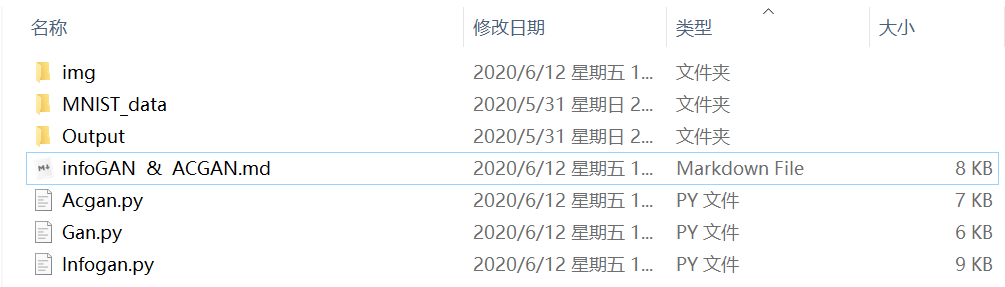 名称 修改日期 类型 大小
img 2020/6/12 星期五 1... 文件夹
MNIST_data 2020/5/31 星期日 2... 文件夹
Output 2020/5/31 星期日 2... 文件夹
infoGAN & ACGAN.md 2020/6/12 星期五 1... Markdown File 8 KB
Acgan.py 2020/6/12 星期五 1... PY 文件 7 KB
Gan.py 2020/6/12 星期五 1... PY 文件 6 KB
Infogan.py 2020/6/12 星期五 1... PY 文件 9 KB